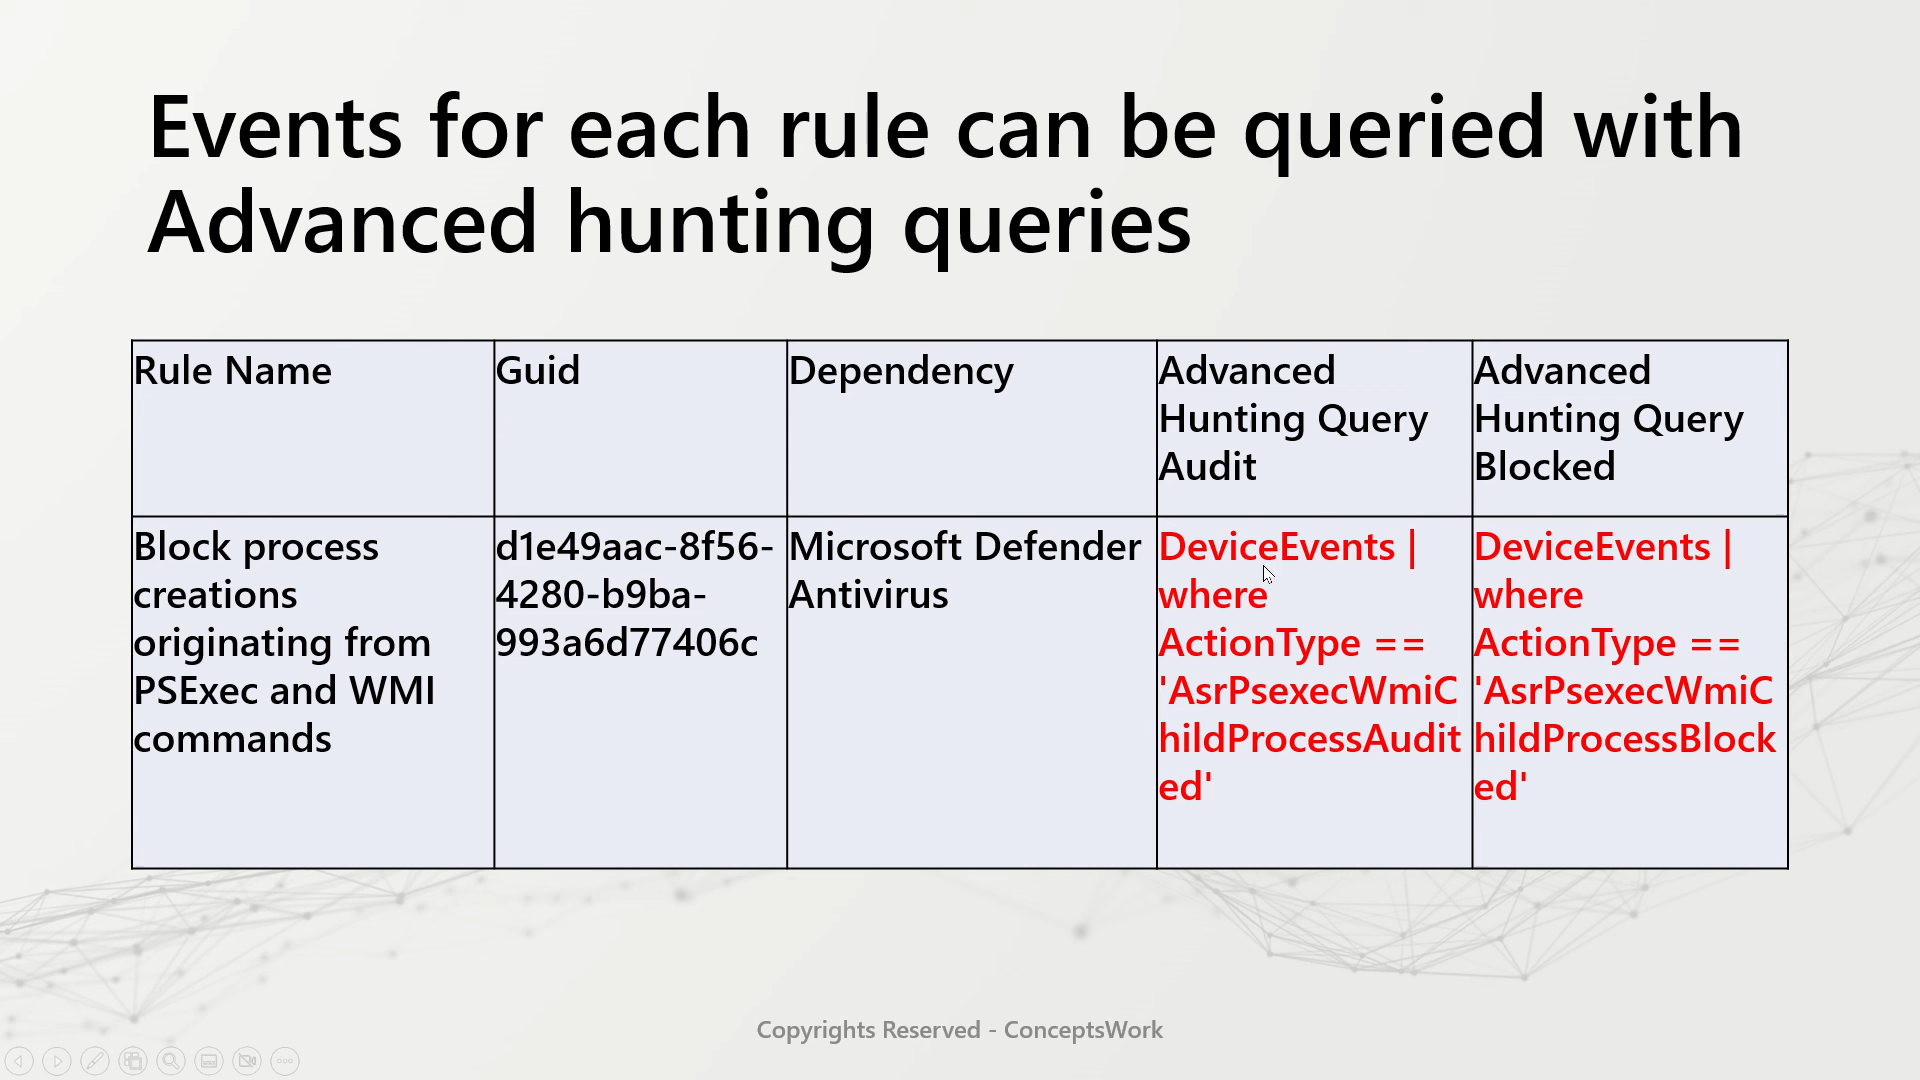 Events for each rule can be queried with
Advanced hunting queries
Rule Name
Guid
Dependency
Advanced
Hunting Query
Audit
Advanced
Hunting Query
Blocked
Block process
creations
originating from
PSExec and WMI
commands
d1e49aac-8f56-
4280-b9ba-
993a6d77406c
Microsoft Defender
Antivirus
DeviceEvents |
where
ActionType ==
'AsrPsexecWmiC
hildProcessAudit
ed'
DeviceEvents |
where
ActionType ==
'AsrPsexecWmiC
hildProcessBlock
ed'
Copyrights Reserved - ConceptsWork